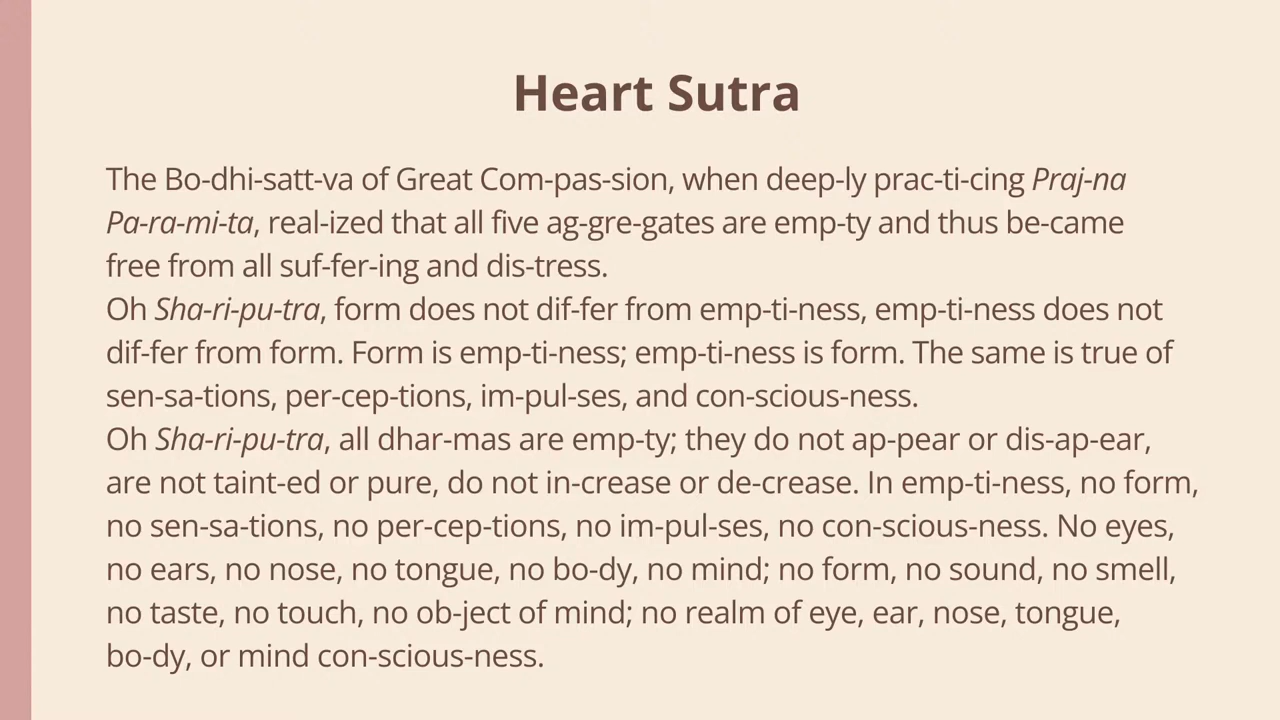 Heart Sutra
The Bo-dhi-satt-va of Great Com-pas-sion, when deep-ly prac-ti-cing Praj-na
Pa-ra-mi-ta, real-ized that all five ag-gre-gates are emp-ty and thus be-came
free from all suf-fer-ing and dis-tress.
Oh Sha-ri-pu-tra, form does not dif-fer from emp-ti-ness, emp-ti-ness does not
dif-fer from form. Form is emp-ti-ness; emp-ti-ness is form. The same is true of
sen-sa-tions, per-cep-tions, im-pul-ses, and con-scious-ness.
Oh Sha-ri-pu-tra, all dhar-mas are emp-ty; they do not ap-pear or dis-ap-ear,
are not taint-ed or pure, do not in-crease or de-crease. In emp-ti-ness, no form,
no sen-sa-tions, no per-cep-tions, no im-pul-ses, no con-scious-ness. No eyes,
no ears, no nose, no tongue, no bo-dy, no mind; no form, no sound, no smell,
no taste, no touch, no ob-ject of mind; no realm of eye, ear, nose, tongue,
bo-dy, or mind con-scious-ness.